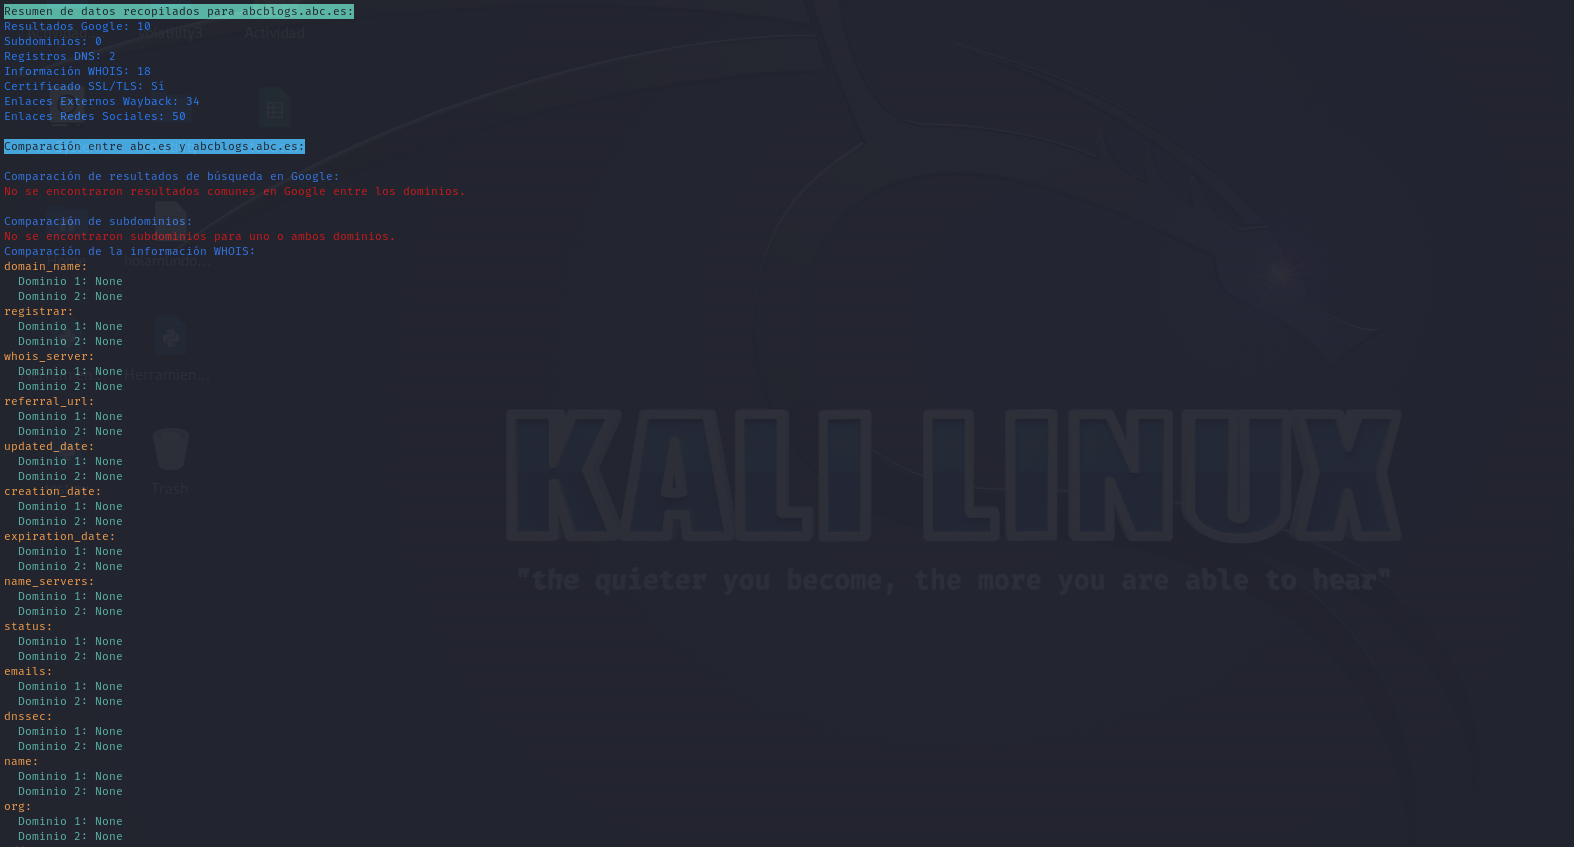 Resumen de datos recopilados para abcblogs.abc.es:
Resultados Google: 10
Subdominios: 0
Registros DNS: 2
Información WHOIS: 18
Certificado SSL/TLS: Sí
Enlaces Externos Wayback: 34
Enlaces Redes Sociales: 50
Actividad
Comparación entre abc.es y abcblogs.abc.es:
Comparación de resultados de búsqueda en Google:
No se encontraron resultados comunes en Google entre los dominios.
Comparación de subdominios:
No se encontraron subdominios para uno o ambos dominios.
Comparación de la información WHOIS:
domain_name:
Dominio 1: None
Dominio 2: None
registrar:
Dominio 1: None
Dominio 2: None
whois_server:
Dominio 1: None
Dominio 2: None
Herramien...
referral_url:
Dominio 1: None
Dominio 2: None
updated_date:
Dominio 1: None
Dominio 2: None
Trash
creation_date:
Dominio 1: None
Dominio 2: None
expiration_date:
Dominio 1: None
Dominio 2: None
name_servers:
Dominio 1: None
Dominio 2: None
status:
Dominio 1: None
Dominio 2: None
emails:
Dominio 1: None
Dominio 2: None
dnssec:
Dominio 1: None
Dominio 2: None
name:
Dominio 1: None
Dominio 2: None
org:
Dominio 1: None
Dominio 2: None
KALI LINUX
"the quieter you become, the more you are able to hear"